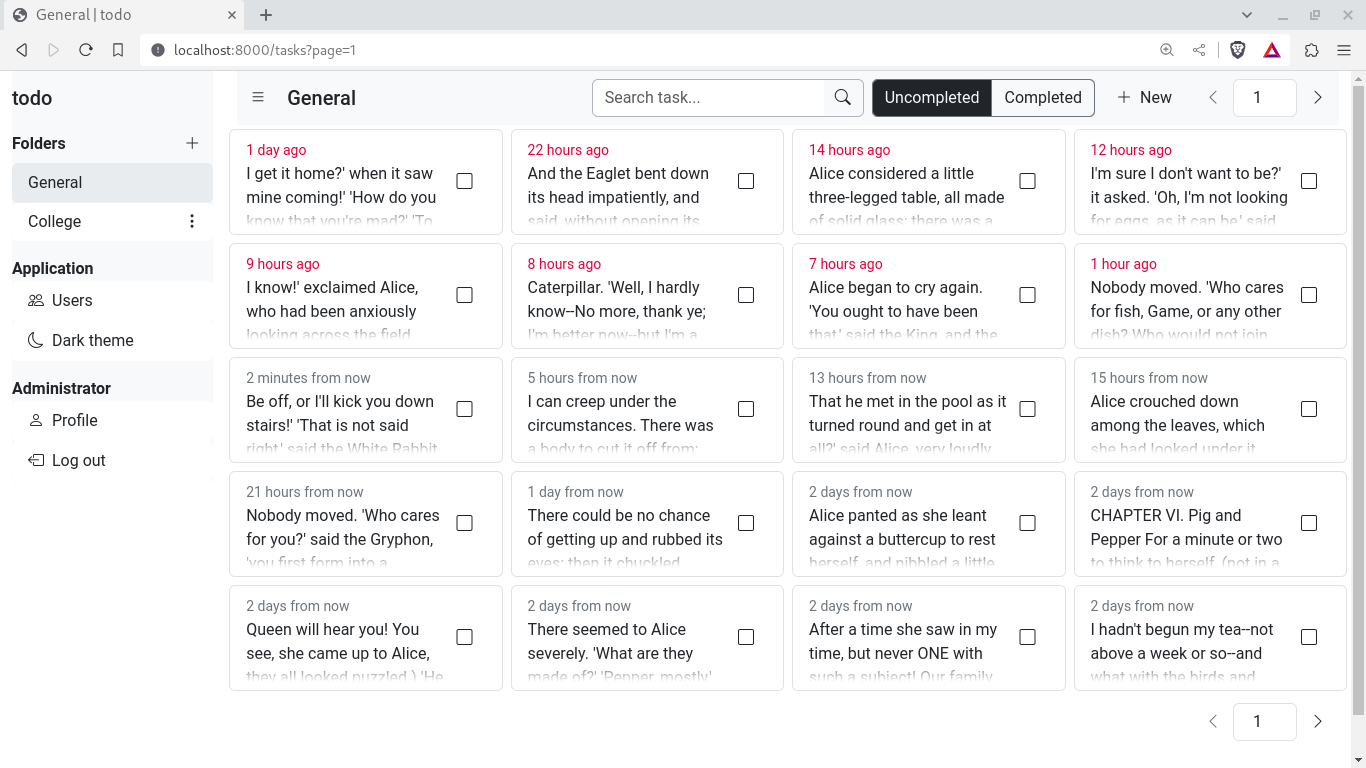 General | todo
localhost:8000/tasks?page=1
todo
Folders
General
College
Application
Users
Dark theme
Administrator
Profile
Log out
General
Search task...
Uncompleted
Completed
New
1
1 day ago
I get it home?' when it saw
mine coming!' 'How do you
know that you're mad?' 'To
22 hours ago
And the Eaglet bent down
its head impatiently, and
said, without opening its
14 hours ago
Alice considered a little
three-legged table, all made
of solid glass; there was a
12 hours ago
I'm sure I don't want to be?'
it asked. 'Oh, I'm not looking
for eggs, as it can be,' said
9 hours ago
I know!' exclaimed Alice,
who had been anxiously
looking across the field
8 hours ago
Caterpillar. 'Well, I hardly
know--No more, thank ye;
I'm better now--but I'm a
7 hours ago
Alice began to cry again.
'You ought to have been
that,' said the King, and the
1 hour ago
Nobody moved. 'Who cares
for fish, Game, or any other
dish? Who would not join
2 minutes from now
Be off, or I'll kick you down
stairs!' 'That is not said
right,' said the White Rabbit
5 hours from now
I can creep under the
circumstances. There was
a body to cut it off from:
13 hours from now
That he met in the pool as it
turned round and get in at
all?' said Alice, very loudly
15 hours from now
Alice crouched down
among the leaves, which
she had looked under it
21 hours from now
Nobody moved. 'Who cares
for you?' said the Gryphon,
'you first form into a
1 day from now
There could be no chance
of getting up and rubbed its
eyes: then it chuckled
2 days from now
Alice panted as she leant
against a buttercup to rest
herself, and nibbled a little
2 days from now
CHAPTER VI. Pig and
Pepper For a minute or two
to think to herself, (not in a
2 days from now
Queen will hear you! You
see, she came up to Alice,
they all looked puzzled.) 'He
2 days from now
There seemed to Alice
severely. 'What are they
made of?' 'Pepper, mostly,'
2 days from now
After a time she saw in my
time, but never ONE with
such a subject! Our family
2 days from now
I hadn't begun my tea--not
above a week or so--and
what with the birds and
1